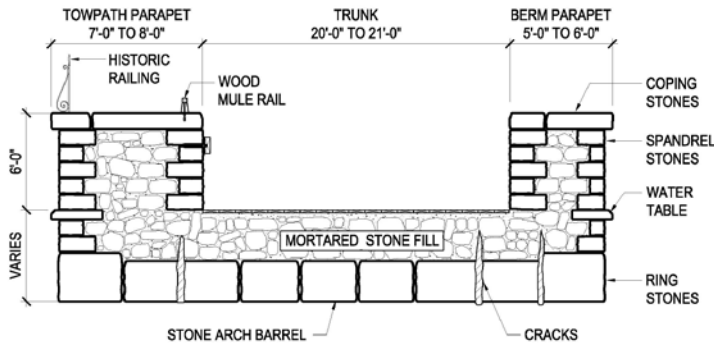 TOWPATH PARAPET
7'-0" TO 8'-0"
TRUNK
20'-0" TO 21'-0"
BERM PARAPET
5'-0" TO 6'-0"
HISTORIC
RAILING
WOOD
MULE RAIL
COPING
STONES
SPANDREL
STONES
6'-0"
WATER
TABLE
VARIES
MORTARED STONE FILL
RING
STONES
STONE ARCH BARREL
CRACKS